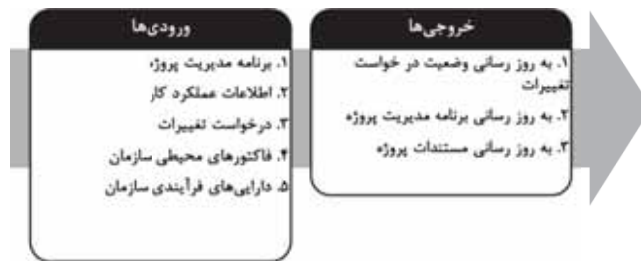 ورودی‌ها
۱. برنامه مدیریت پروژه
۲. اطلاعات عملکرد کار
۳. درخواست تغییرات
۴. فاکتورهای محیطی سازمان
۵. دارایی‌های فرآیندی سازمان
خروجی‌ها
۱. به روز رسانی وضعیت در خواست
تغییرات
۲. به روز رسانی برنامه مدیریت پروژه
۳. به روز رسانی مستندات پروژه